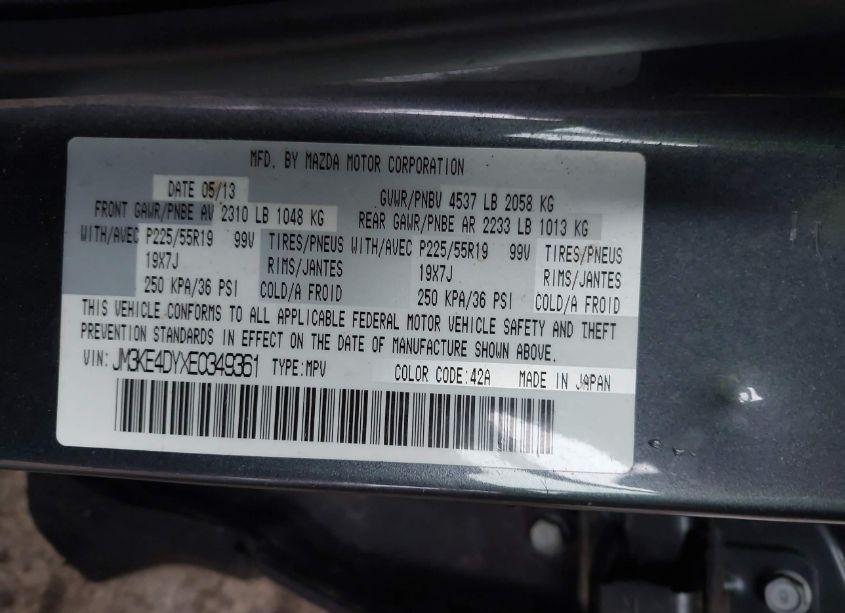 MFD. BY MAZDA MOTOR CORPORATION
DATE 05/13 GVWR/PNBV 4537 LB 2058 KG
FRONT GAWR/PNBE AV 2310 LB 1048 KG REAR GAWR/PNBE AR 2233 LB 1013 KG
WITH/AVEC P225/55R19 99V TIRES/PNEUS WITH/AVEC P225/55R19 99V TIRES/PNEUS
19X7J RIMS/JANTES 19X7J RIMS/JANTES
250 KPA/36 PSI COLD/A FROID 250 KPA/36 PSI COLD/A FROID
THIS VEHICLE CONFORMS TO ALL APPLICABLE FEDERAL MOTOR VEHICLE SAFETY AND THEFT
PREVENTION STANDARDS IN EFFECT ON THE DATE OF MANUFACTURE SHOWN ABOVE.
VIN: JM3KE4DYXE0349361 TYPE:MPV COLOR CODE:42A MADE IN JAPAN